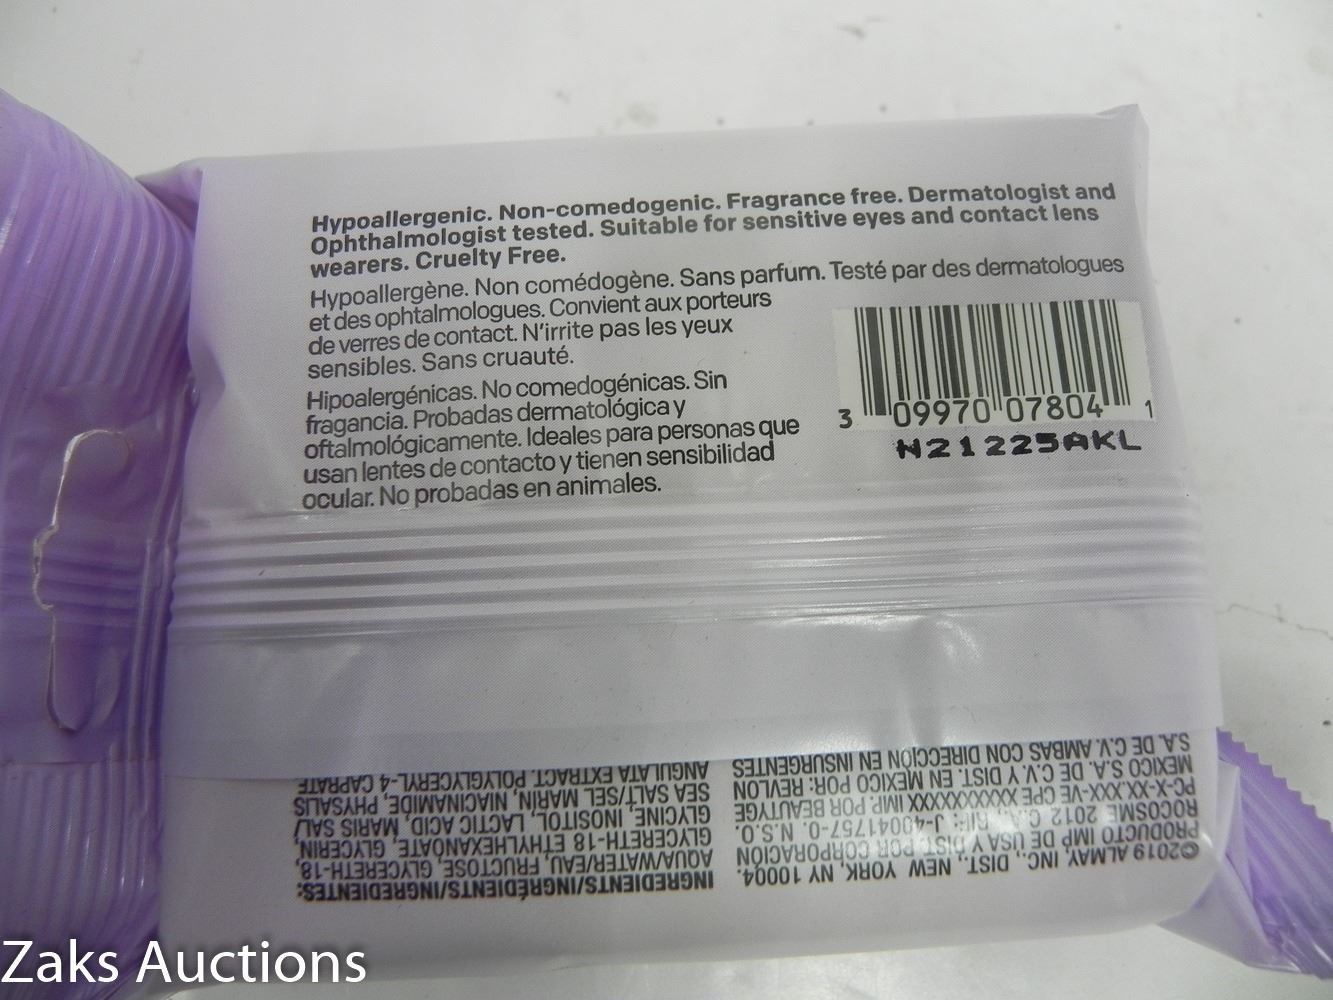 Hypoallergenic. Non-comedogenic. Fragrance free. Dermatologist and
Ophthalmologist tested. Suitable for sensitive eyes and contact lens
wearers. Cruelty Free.
Hypoallergène. Non comédogène. Sans parfum. Testé par des dermatologues
et des ophtalmologues. Convient aux porteurs
de verres de contact. N'irrite pas les yeux
sensibles. Sans cruauté.
Hipoalergénicas. No comedogénicas. Sin
fragancia. Probadas dermatológica y
oftalmológicamente. Ideales para personas que
usan lentes de contacto y tienen sensibilidad
ocular. No probadas en animales.
3 09970 07804 1
N21225AKL
INGREDIENTS/INGRÉDIENTS/INGREDIENTES:
AQUA/WATER/EAU, FRUCTOSE, GLYCERETH-18,
GLYCERETH-18 ETHYLHEXANOATE, GLYCERIN,
GLYCINE, INOSITOL, LACTIC ACID, MARIS SAL/
SEA SALT/SEL MARIN, NIACINAMIDE, PHYSALIS
ANGULATA EXTRACT, POLYGLYCERYL-4 CAPRATE
©2019 ALMAY, INC., DIST., NEW YORK, NY 10004.
PRODUCTO IMP DE USA Y DIST. POR CORPORACIÓN
ROCOSME 2012 C.A. RIF: J-40041757-0. N.S.O.
PC-X-XX-XX-VE-XXX CPE XXXXXXXXXX IMP. POR BEAUTYGE
MEXICO S.A. DE C.V. Y DIST. EN MEXICO POR: REVLON
S.A. DE C.V. AMBAS CON DIRECCIÓN EN INSURGENTES
Zaks Auctions